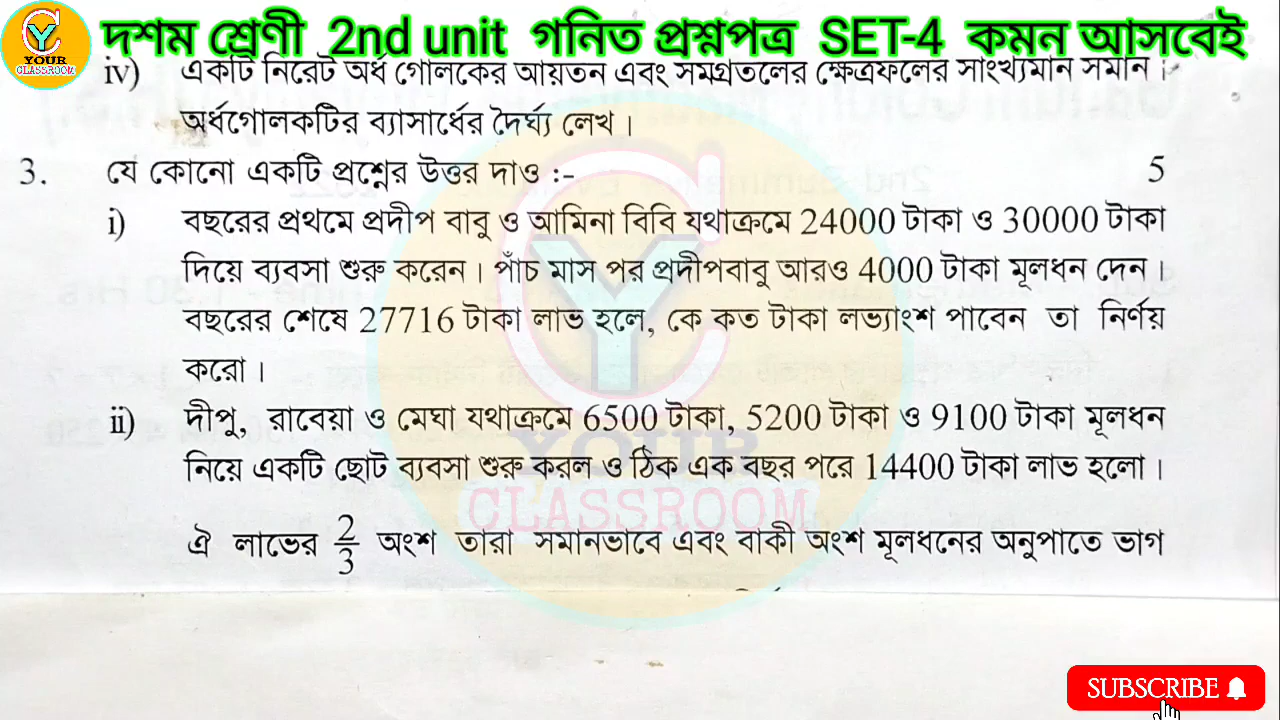 YOUR
CLASSROOM
দশম শ্রেণী 2nd unit গনিত প্রশ্নপত্র SET-4 কমন আসবেই
iv) একটি নিরেট অর্ধ গোলকের আয়তন এবং সমগ্রতলের ক্ষেত্রফলের সাংখ্যমান সমান ।
অর্ধগোলকটির ব্যাসার্ধের দৈর্ঘ্য লেখ ।
3. যে কোনো একটি প্রশ্নের উত্তর দাও :- 5
i) বছরের প্রথমে প্রদীপ বাবু ও আমিনা বিবি যথাক্রমে 24000 টাকা ও 30000 টাকা
দিয়ে ব্যবসা শুরু করেন । পাঁচ মাস পর প্রদীপবাবু আরও 4000 টাকা মূলধন দেন ।
বছরের শেষে 27716 টাকা লাভ হলে, কে কত টাকা লভ্যাংশ পাবেন তা নির্ণয়
করো ।
ii) দীপু, রাবেয়া ও মেঘা যথাক্রমে 6500 টাকা, 5200 টাকা ও 9100 টাকা মূলধন
নিয়ে একটি ছোট ব্যবসা শুরু করল ও ঠিক এক বছর পরে 14400 টাকা লাভ হলো ।
YOUR
CLASSROOM
ঐ লাভের 2/3 অংশ তারা সমানভাবে এবং বাকী অংশ মূলধনের অনুপাতে ভাগ
SUBSCRIBE